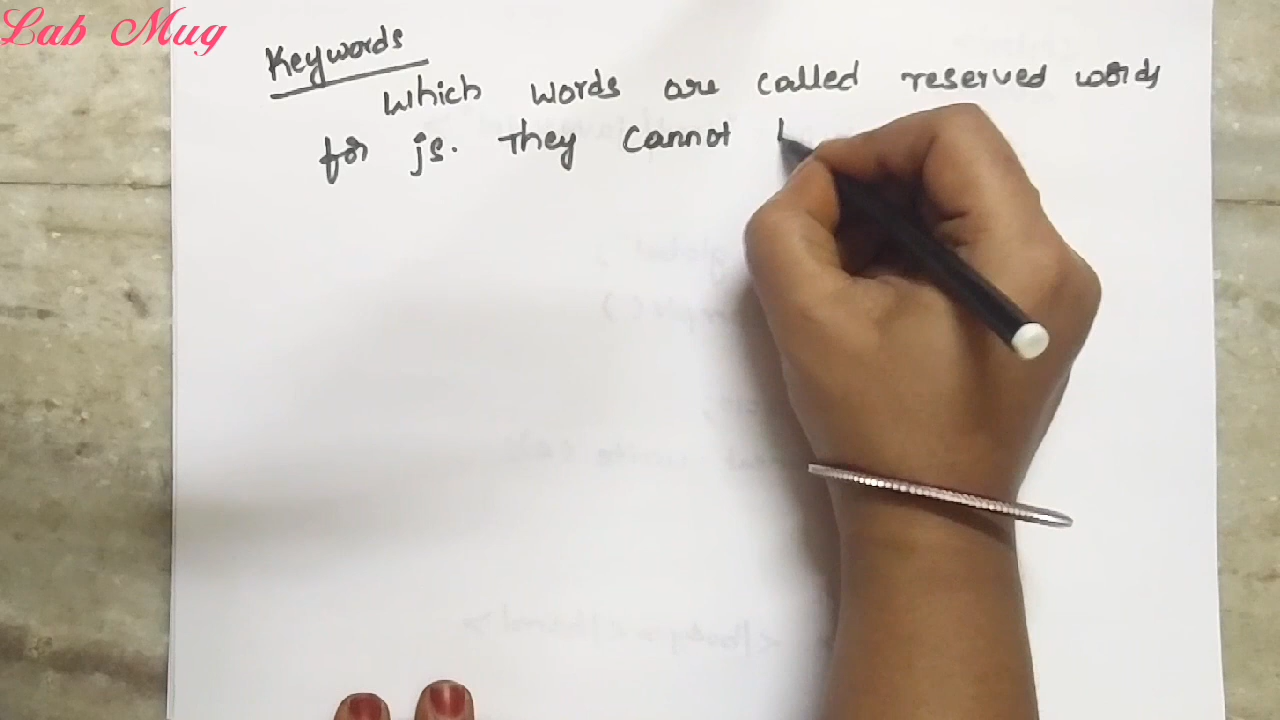 Lab Mug
Keywords
Which words are called reserved words
for js. They cannot